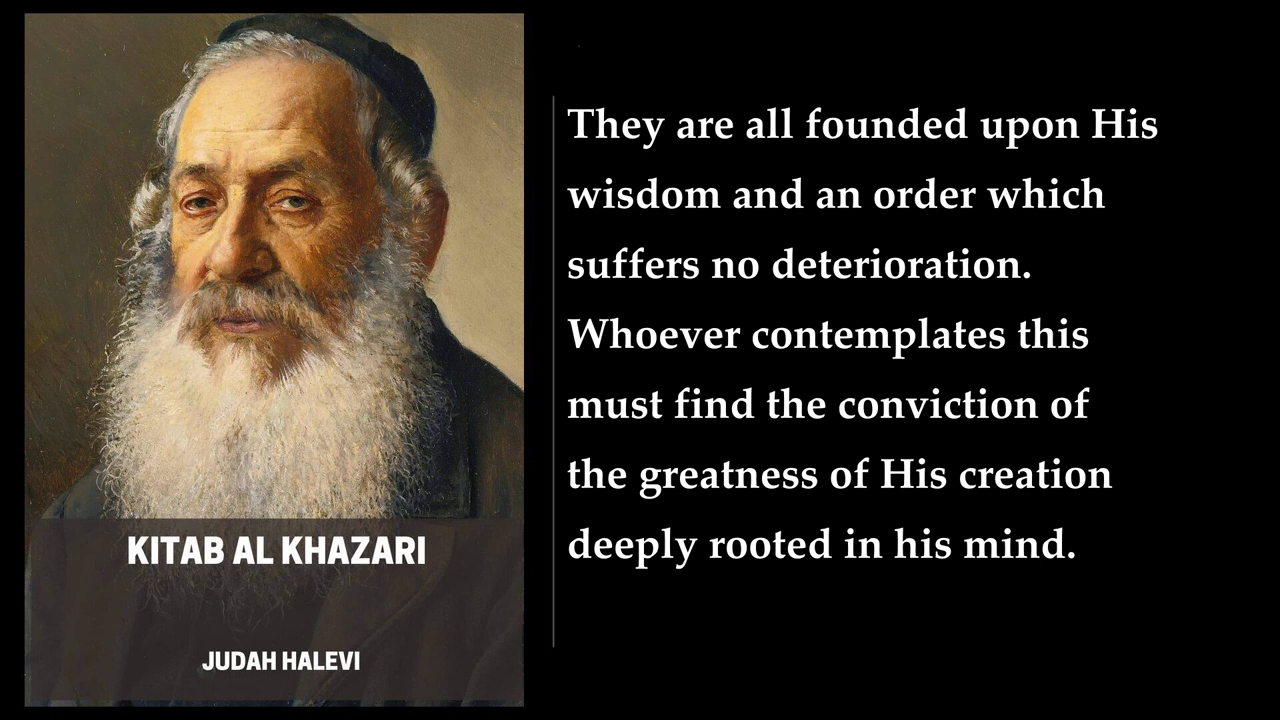 KITAB AL KHAZARI
JUDAH HALEVI
They are all founded upon His
wisdom and an order which
suffers no deterioration.
Whoever contemplates this
must find the conviction of
the greatness of His creation
deeply rooted in his mind.